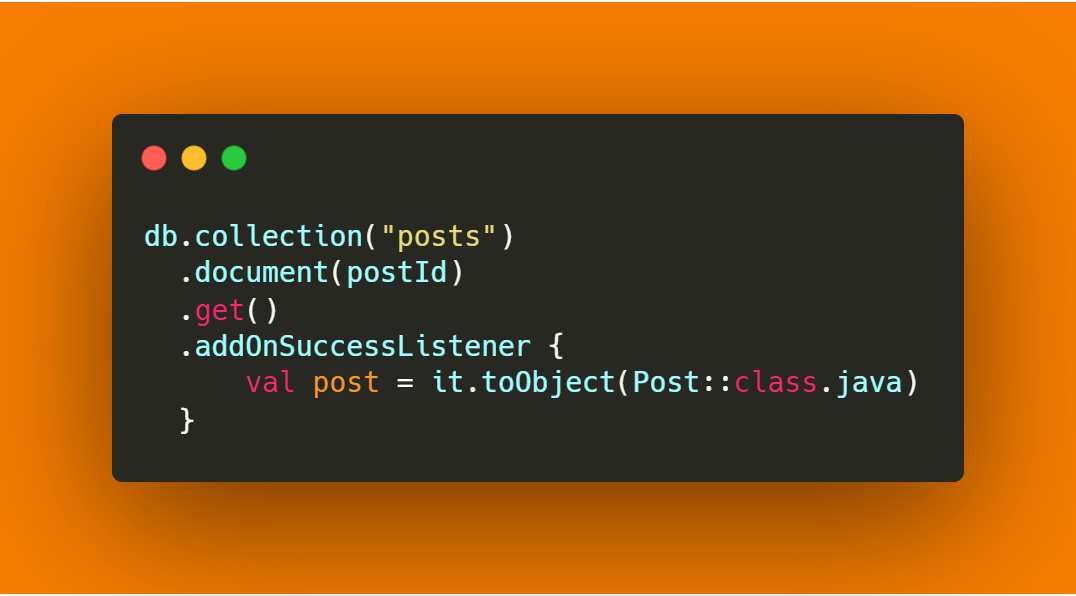 db.collection("posts")
  .document(postId)
  .get()
  .addOnSuccessListener {
      val post = it.toObject(Post::class.java)
  }